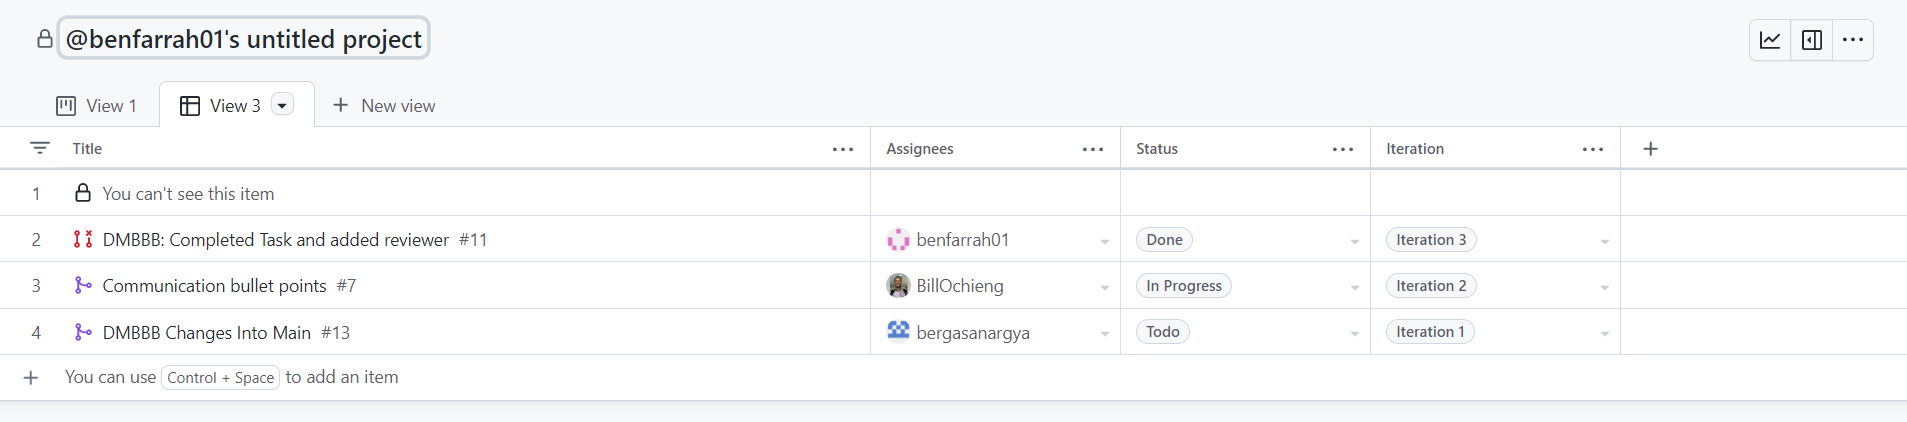 @benfarrah01's untitled project
View 1 View 3 New view
Title Assignees Status Iteration
1 You can't see this item
2 DMBBB: Completed Task and added reviewer #11 benfarrah01 Done Iteration 3
3 Communication bullet points #7 BillOchieng In Progress Iteration 2
4 DMBBB Changes Into Main #13 bergasanargya Todo Iteration 1
You can use Control + Space to add an item